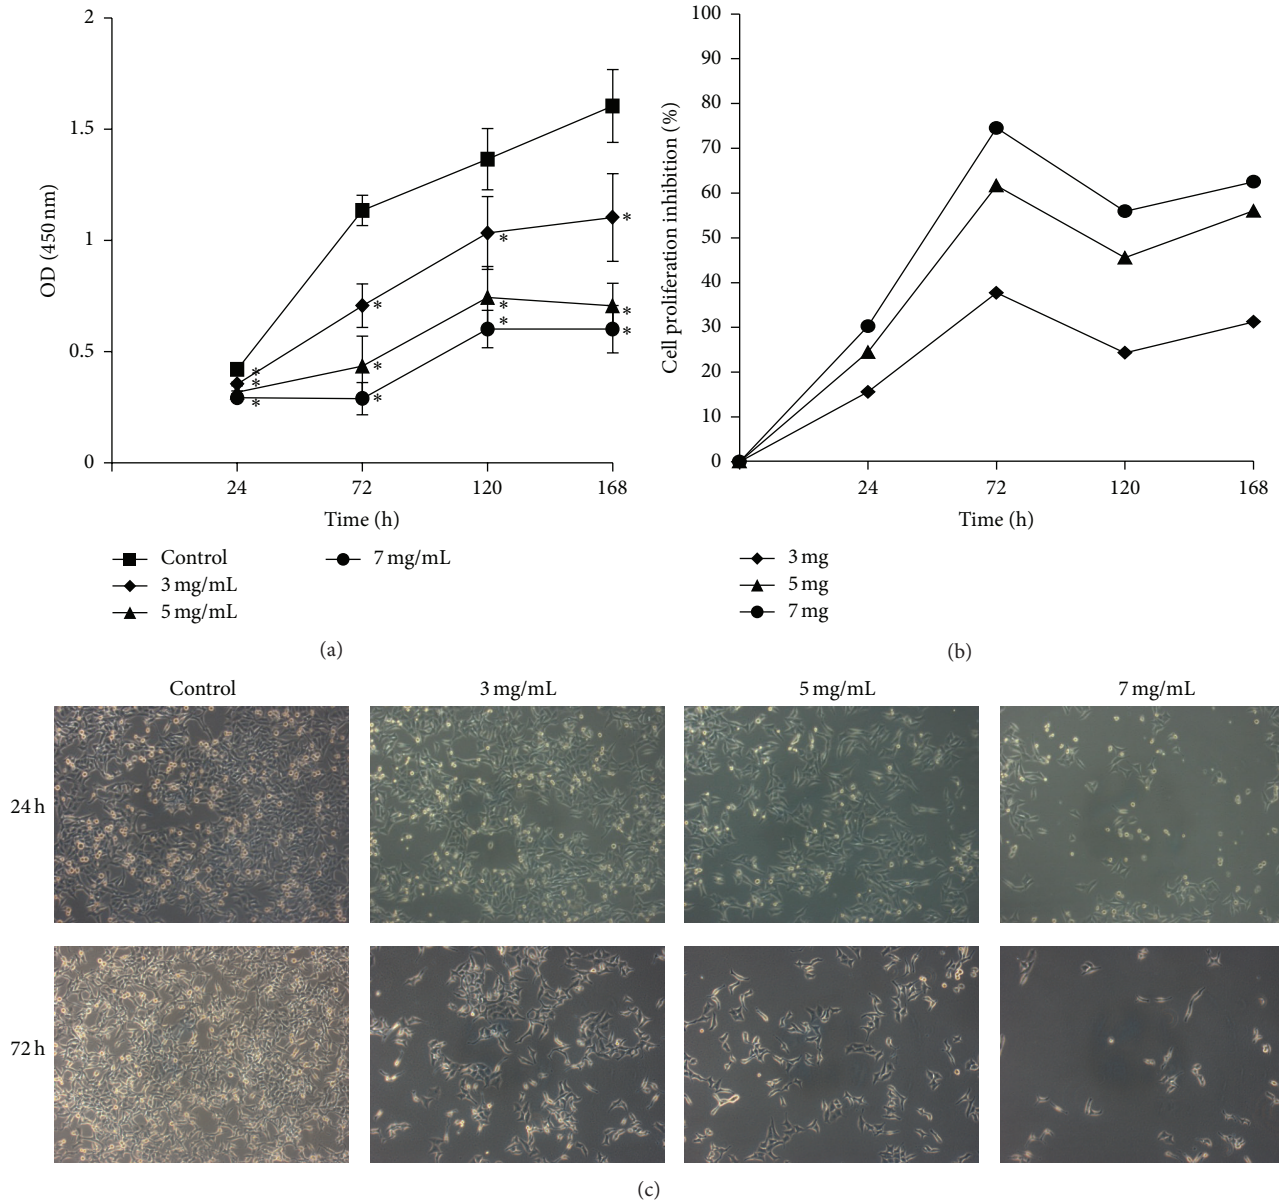 2
1.5
1
0.5
0
OD (450 nm)
24 72 120 168
Time (h)
Control
3 mg/mL
5 mg/mL
7 mg/mL
* * * * * * * * * * * *
(a)
100
90
80
70
60
50
40
30
20
10
0
Cell proliferation inhibition (%)
24 72 120 168
Time (h)
3 mg
5 mg
7 mg
(b)
Control 3 mg/mL 5 mg/mL 7 mg/mL
24 h
72 h
(c)